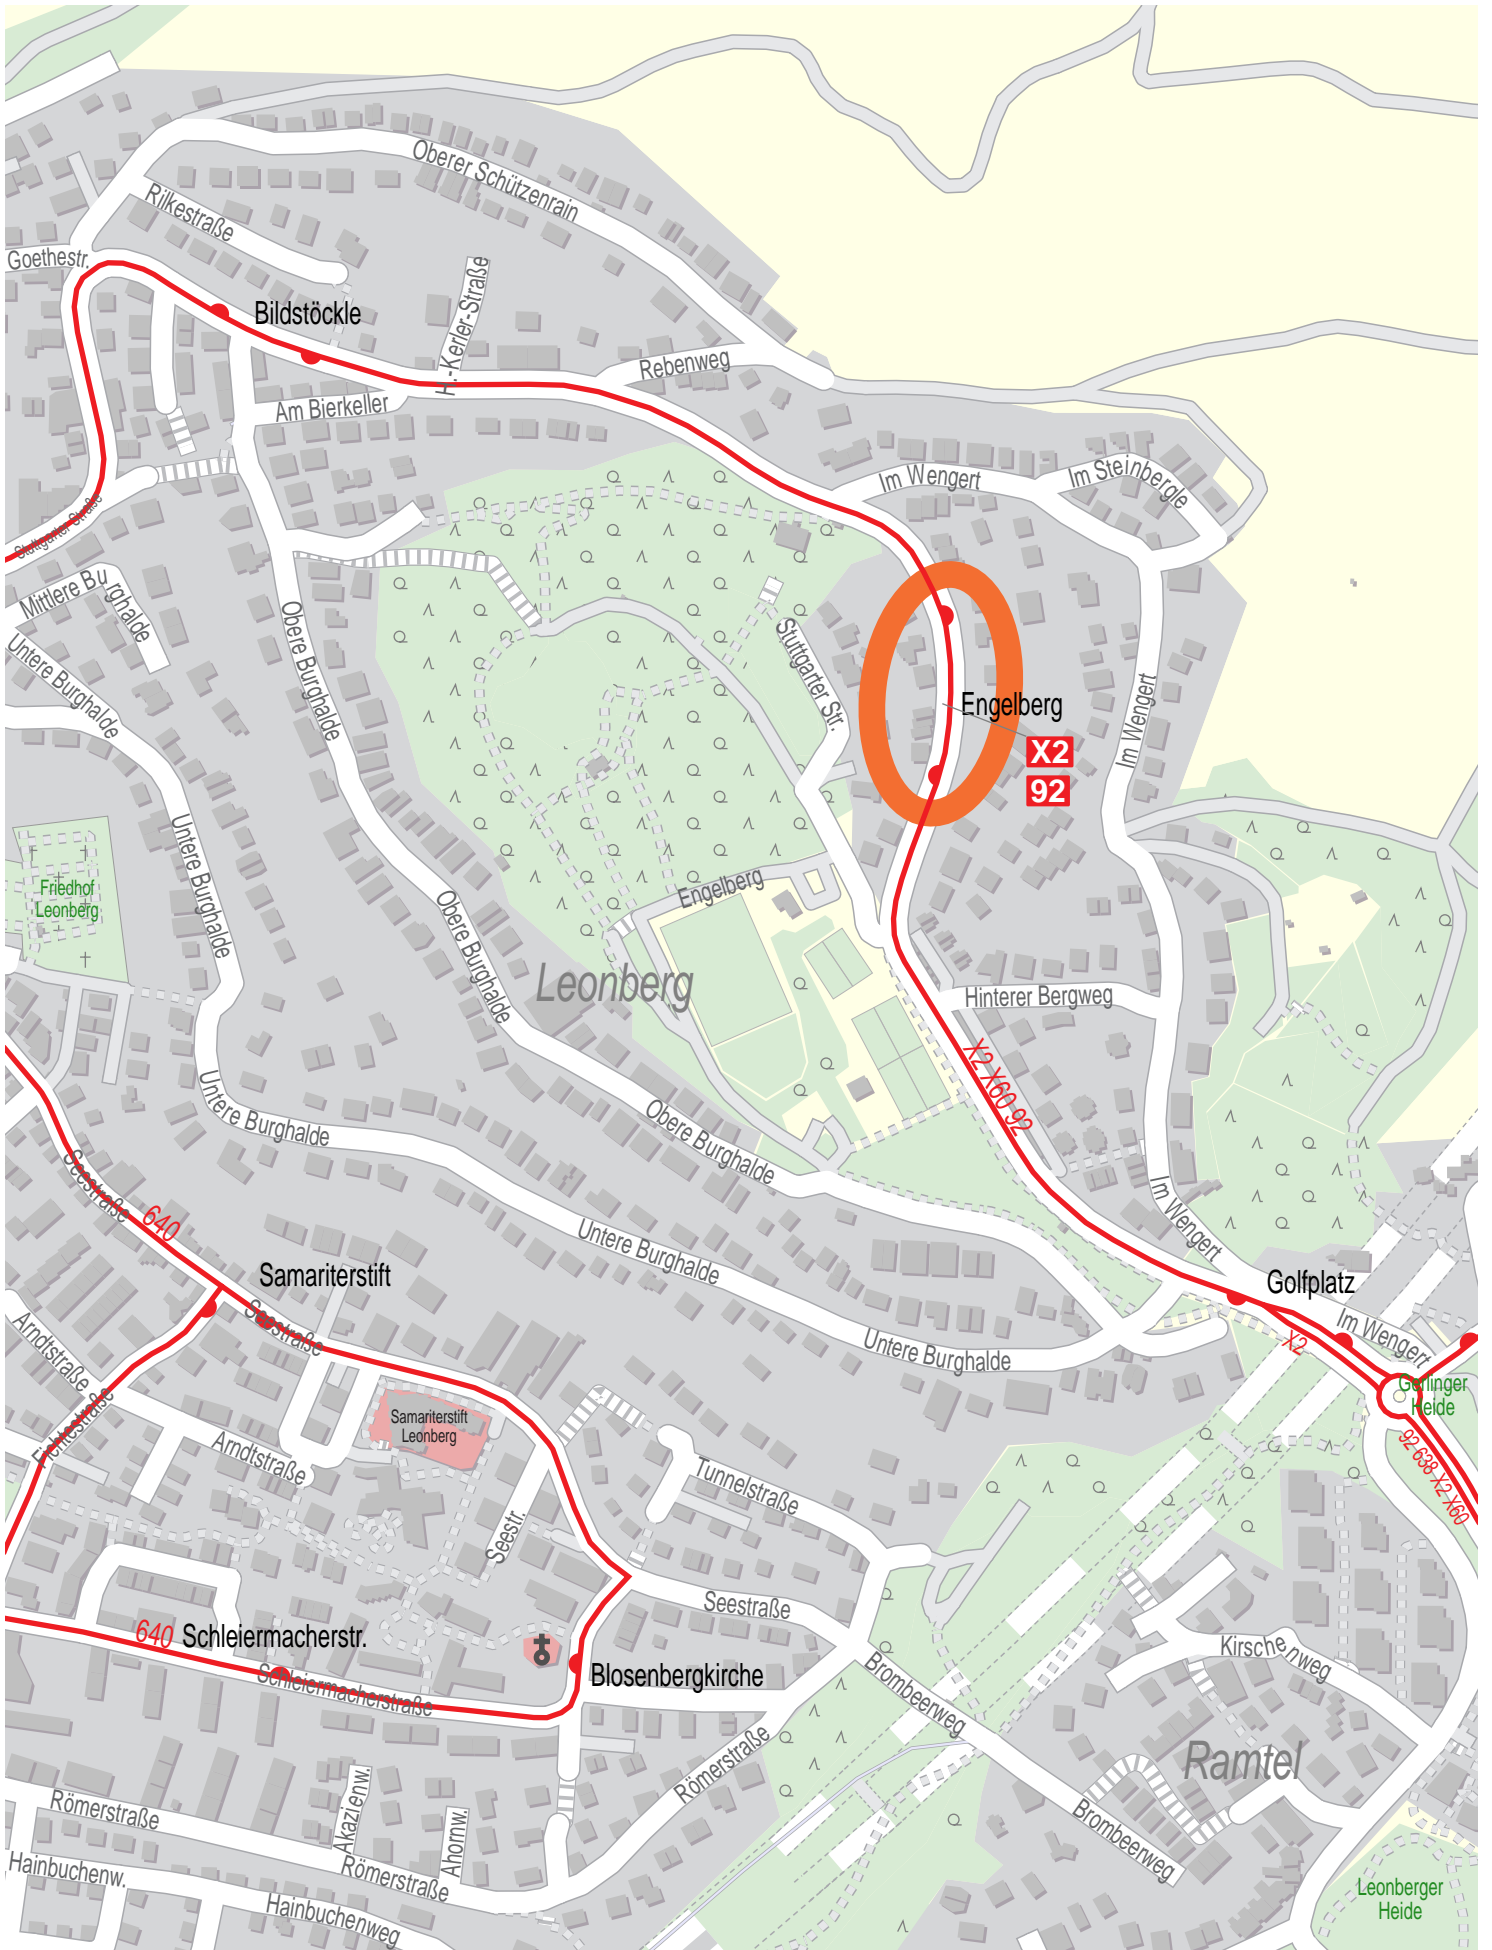 Oberer Schützenrain
Rilkestraße
Goethestr.
Bildstöckle
H.-Kerler-Straße
Rebenweg
Am Bierkeller
Im Wengert
Im Steinbergle
Stuttgarter Straße
Mittlere Bu rghalde
Untere Burghalde
Obere Burghalde
Stuttgarter Str.
Engelberg
X2
92
Im Wengert
Untere Burghalde
Friedhof
Leonberg
Engelberg
Obere Burghalde
Leonberg
Hinterer Bergweg
X2 X60 92
Untere Burghalde
Obere Burghalde
Seestraße
640
Im Wengert
Untere Burghalde
Samariterstift
Golfplatz
Seestraße
Im Wengert
X2
Arndtstraße
Untere Burghalde
Gerlinger
Heide
Samariterstift
Leonberg
Fichtestraße
Arndtstraße
92 638 X2 X60
Tunnelstraße
Seestr.
Seestraße
640 Schleiermacherstr.
Kirschenweg
Blosenbergkirche
Schleiermacherstraße
Brombeerweg
Ramtel
Römerstraße
Römerstraße
Akazienw.
Ahornw.
Brombeerweg
Hainbuchenw.
Römerstraße
Leonberger
Heide
Hainbuchenweg